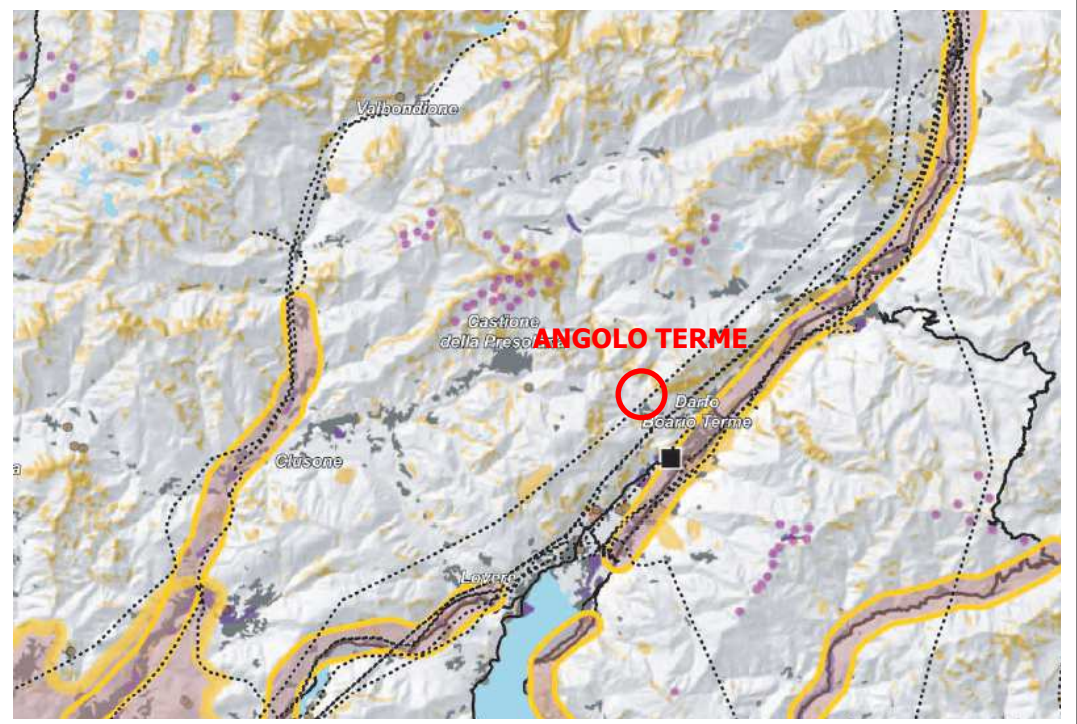 Valbondione
Castione
della Presolana
ANGOLO TERME
Darfo
Boario Terme
Clusone
Lovere
a